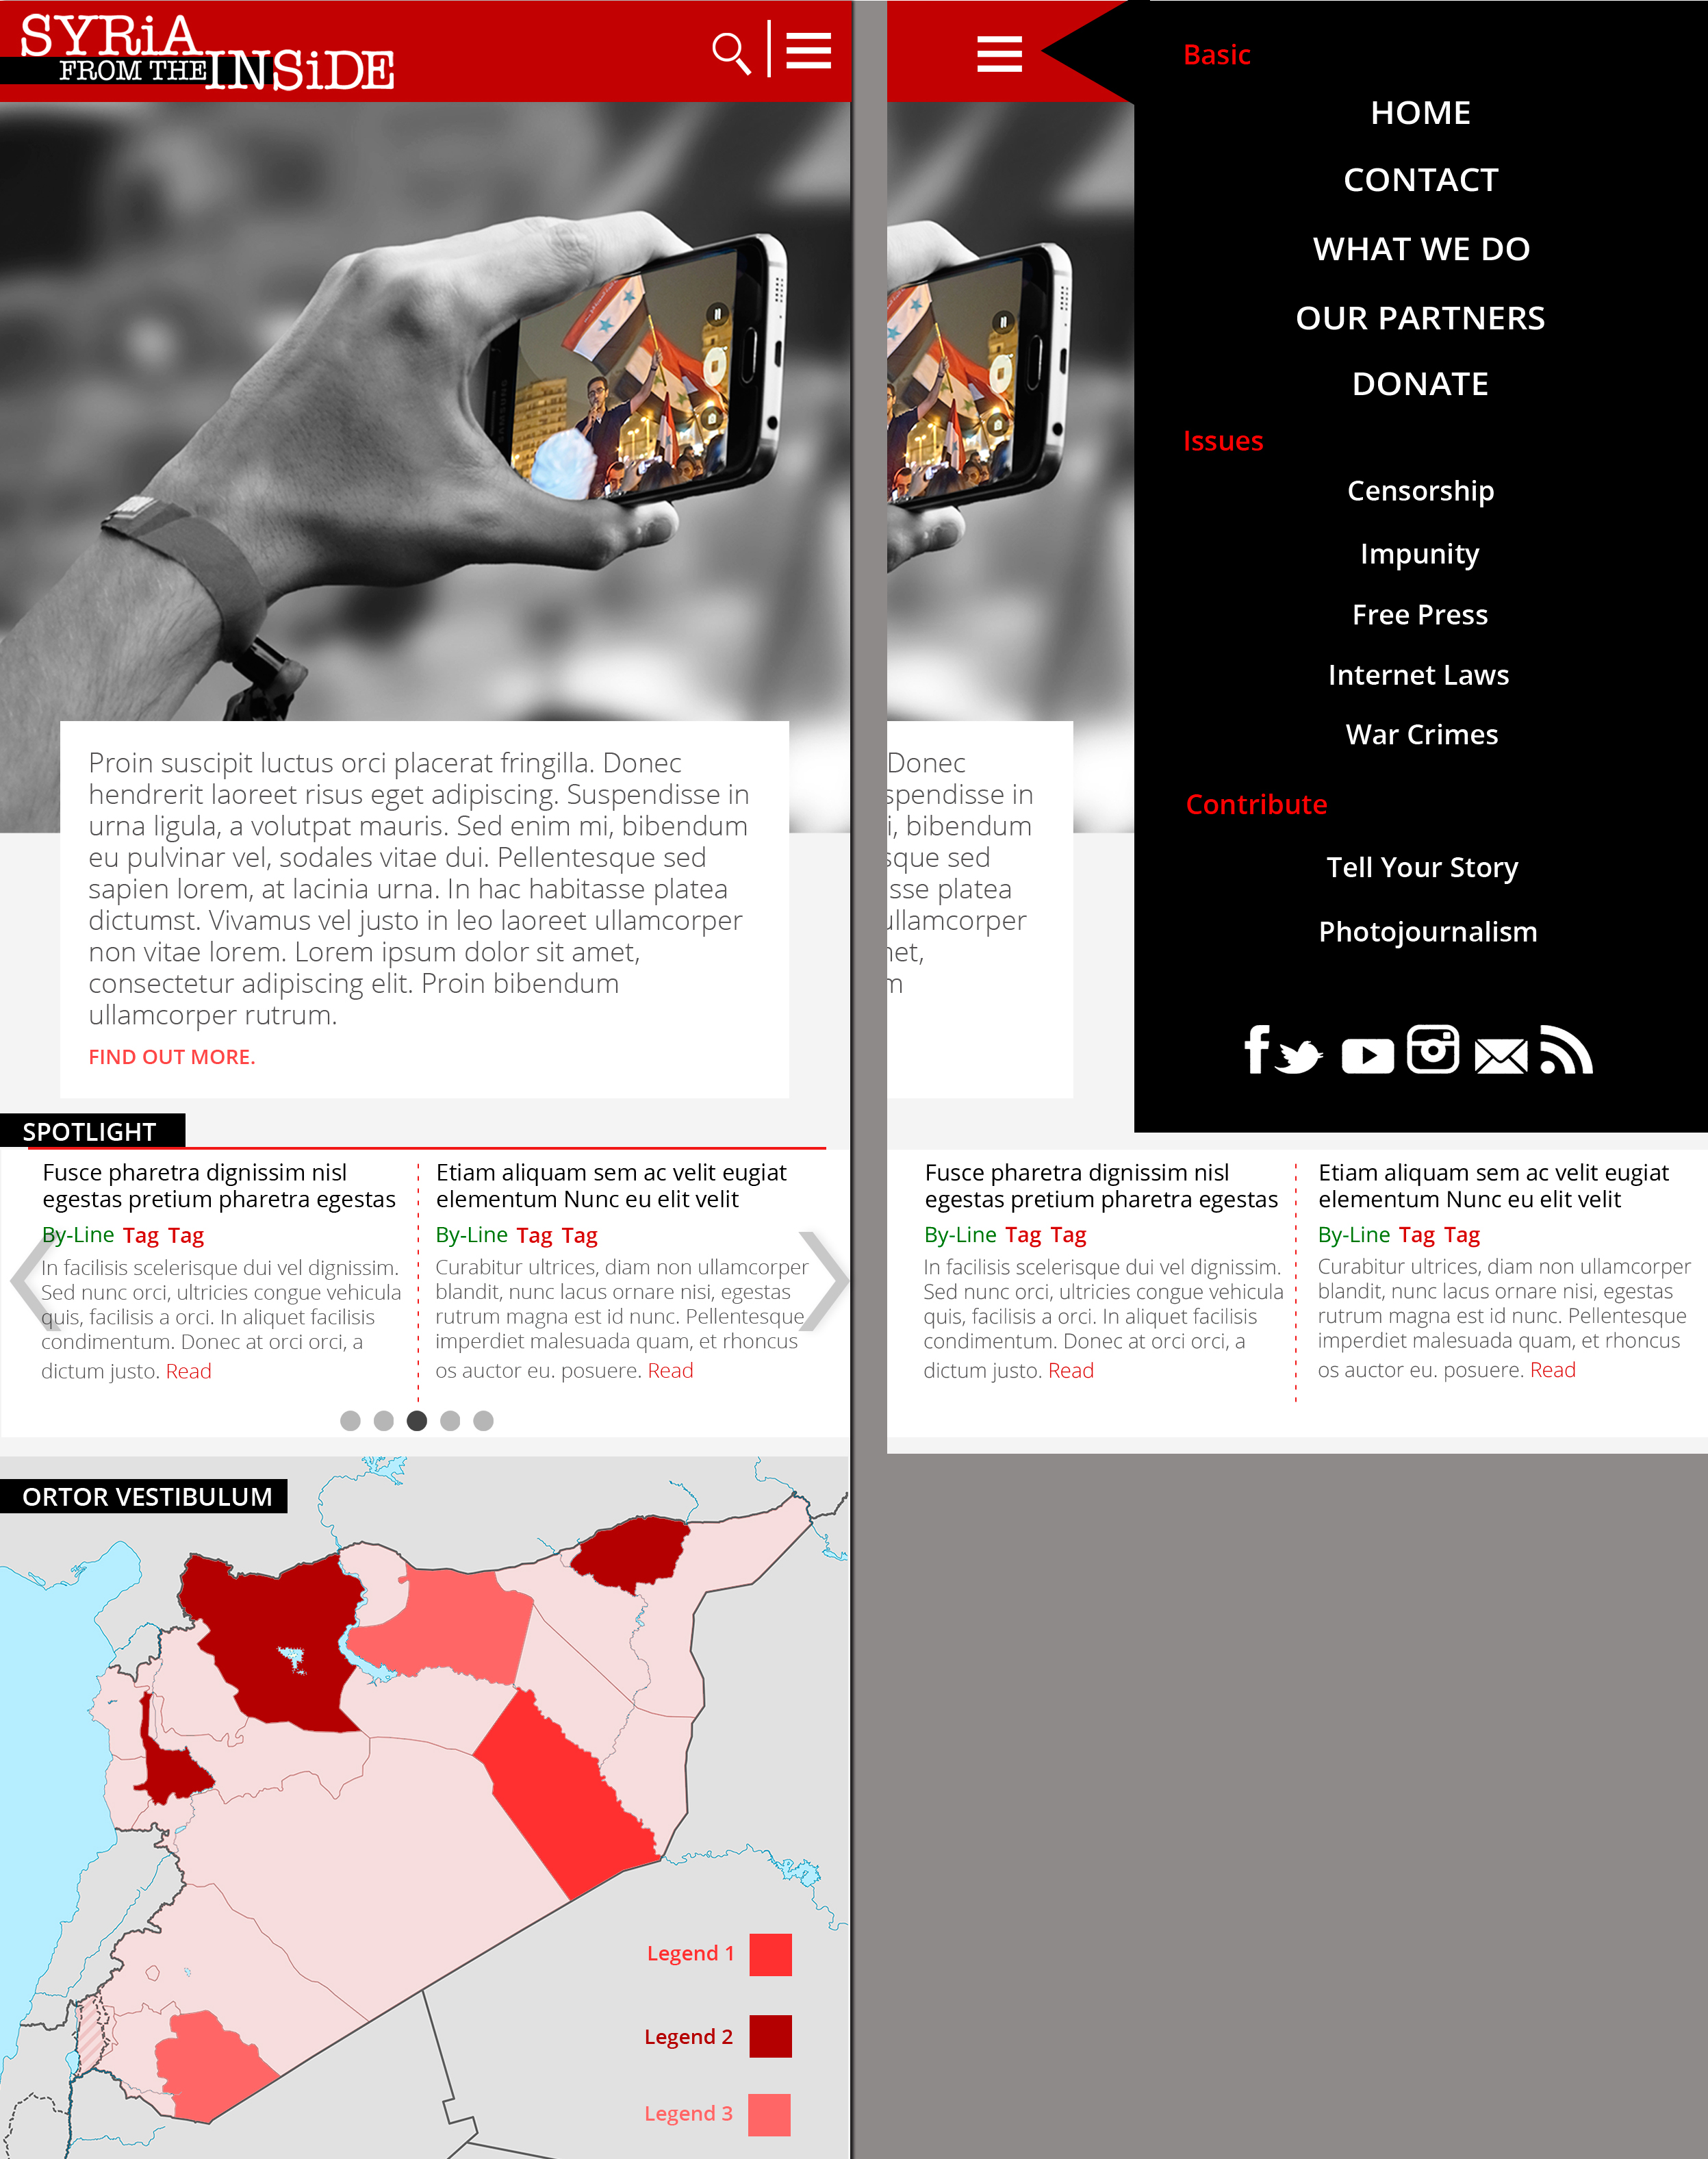 SYRiA
FROM THE INSiDE
SAMSUNG
Proin suscipit luctus orci placerat fringilla. Donec
hendrerit laoreet risus eget adipiscing. Suspendisse in
urna ligula, a volutpat mauris. Sed enim mi, bibendum
eu pulvinar vel, sodales vitae dui. Pellentesque sed
sapien lorem, at lacinia urna. In hac habitasse platea
dictumst. Vivamus vel justo in leo laoreet ullamcorper
non vitae lorem. Lorem ipsum dolor sit amet,
consectetur adipiscing elit. Proin bibendum
ullamcorper rutrum.
FIND OUT MORE.
SPOTLIGHT
Fusce pharetra dignissim nisl
egestas pretium pharetra egestas
By-Line Tag Tag
In facilisis scelerisque dui vel dignissim.
Sed nunc orci, ultricies congue vehicula
quis, facilisis a orci. In aliquet facilisis
condimentum. Donec at orci orci, a
dictum justo. Read
Etiam aliquam sem ac velit eugiat
elementum Nunc eu elit velit
By-Line Tag Tag
Curabitur ultrices, diam non ullamcorper
blandit, nunc lacus ornare nisi, egestas
rutrum magna est id nunc. Pellentesque
imperdiet malesuada quam, et rhoncus
os auctor eu. posuere. Read
ORTOR VESTIBULUM
Legend 1
Legend 2
Legend 3
Basic
HOME
CONTACT
WHAT WE DO
OUR PARTNERS
DONATE
Issues
Censorship
Impunity
Free Press
Internet Laws
War Crimes
Contribute
Tell Your Story
Photojournalism
Donec
spendisse in
i, bibendum
sque sed
sse platea
ullamcorper
net,
m
Fusce pharetra dignissim nisl
egestas pretium pharetra egestas
By-Line Tag Tag
In facilisis scelerisque dui vel dignissim.
Sed nunc orci, ultricies congue vehicula
quis, facilisis a orci. In aliquet facilisis
condimentum. Donec at orci orci, a
dictum justo. Read
Etiam aliquam sem ac velit eugiat
elementum Nunc eu elit velit
By-Line Tag Tag
Curabitur ultrices, diam non ullamcorper
blandit, nunc lacus ornare nisi, egestas
rutrum magna est id nunc. Pellentesque
imperdiet malesuada quam, et rhoncus
os auctor eu. posuere. Read